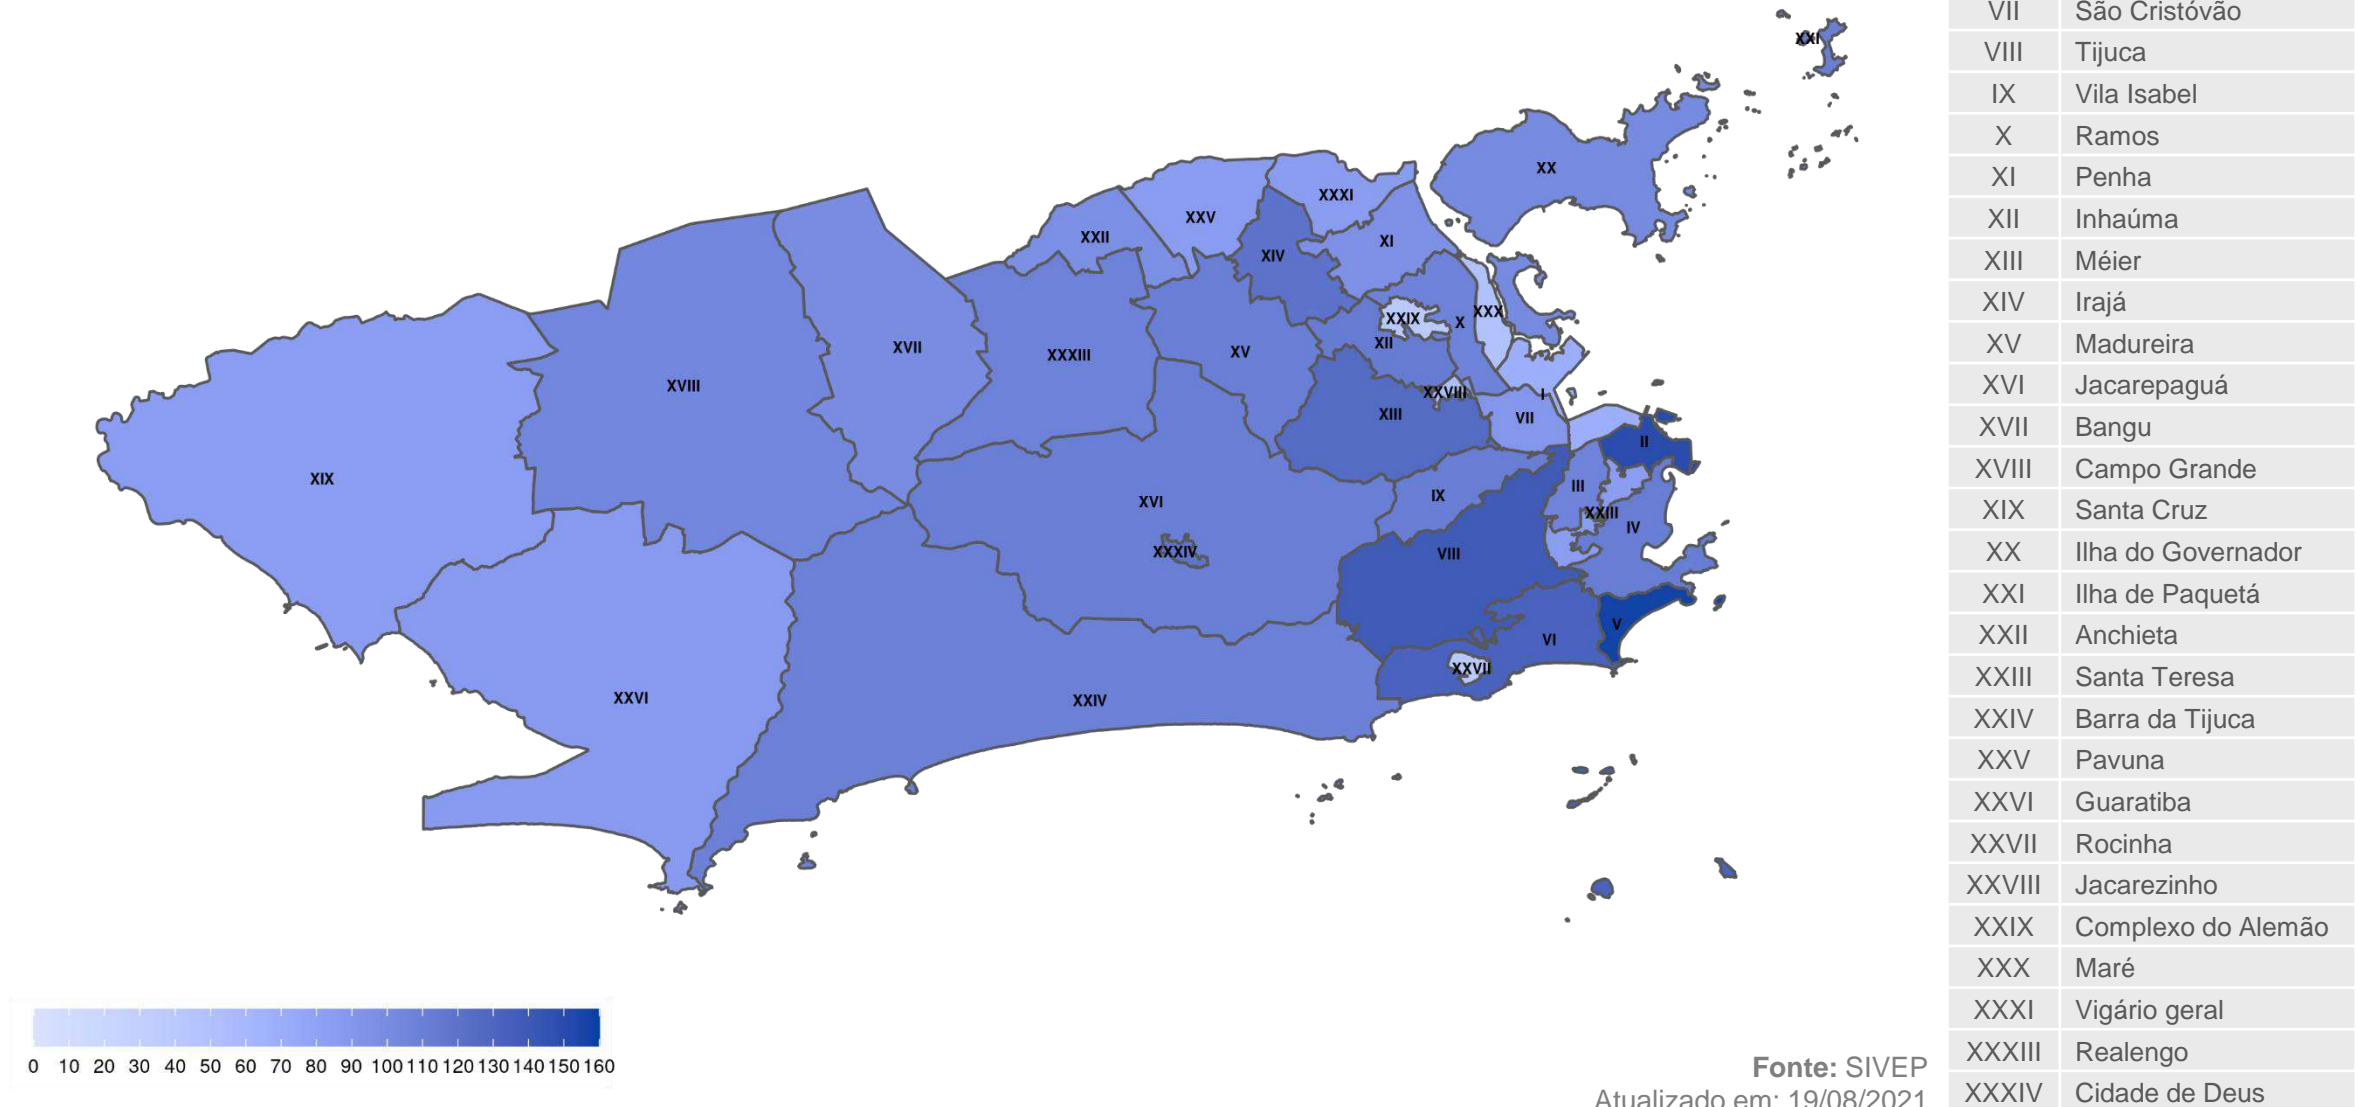 XXI
XX
XXXI
XXV
XXII
XI
XIV
XXX
XXIX
X
XII
XVII
XXXIII
XV
XVIII
XXVIII
I
XIII
VII
II
XIX
XVI
IX
III
XXIII
IV
XXXIV
VIII
V
VI
XXVII
XXVI
XXIV
0 10 20 30 40 50 60 70 80 90 100 110 120 130 140 150 160
Fonte: SIVEP
Atualizado em: 19/08/2021
VII São Cristóvão
VIII Tijuca
IX Vila Isabel
X Ramos
XI Penha
XII Inhaúma
XIII Méier
XIV Irajá
XV Madureira
XVI Jacarepaguá
XVII Bangu
XVIII Campo Grande
XIX Santa Cruz
XX Ilha do Governador
XXI Ilha de Paquetá
XXII Anchieta
XXIII Santa Teresa
XXIV Barra da Tijuca
XXV Pavuna
XXVI Guaratiba
XXVII Rocinha
XXVIII Jacarezinho
XXIX Complexo do Alemão
XXX Maré
XXXI Vigário geral
XXXIII Realengo
XXXIV Cidade de Deus